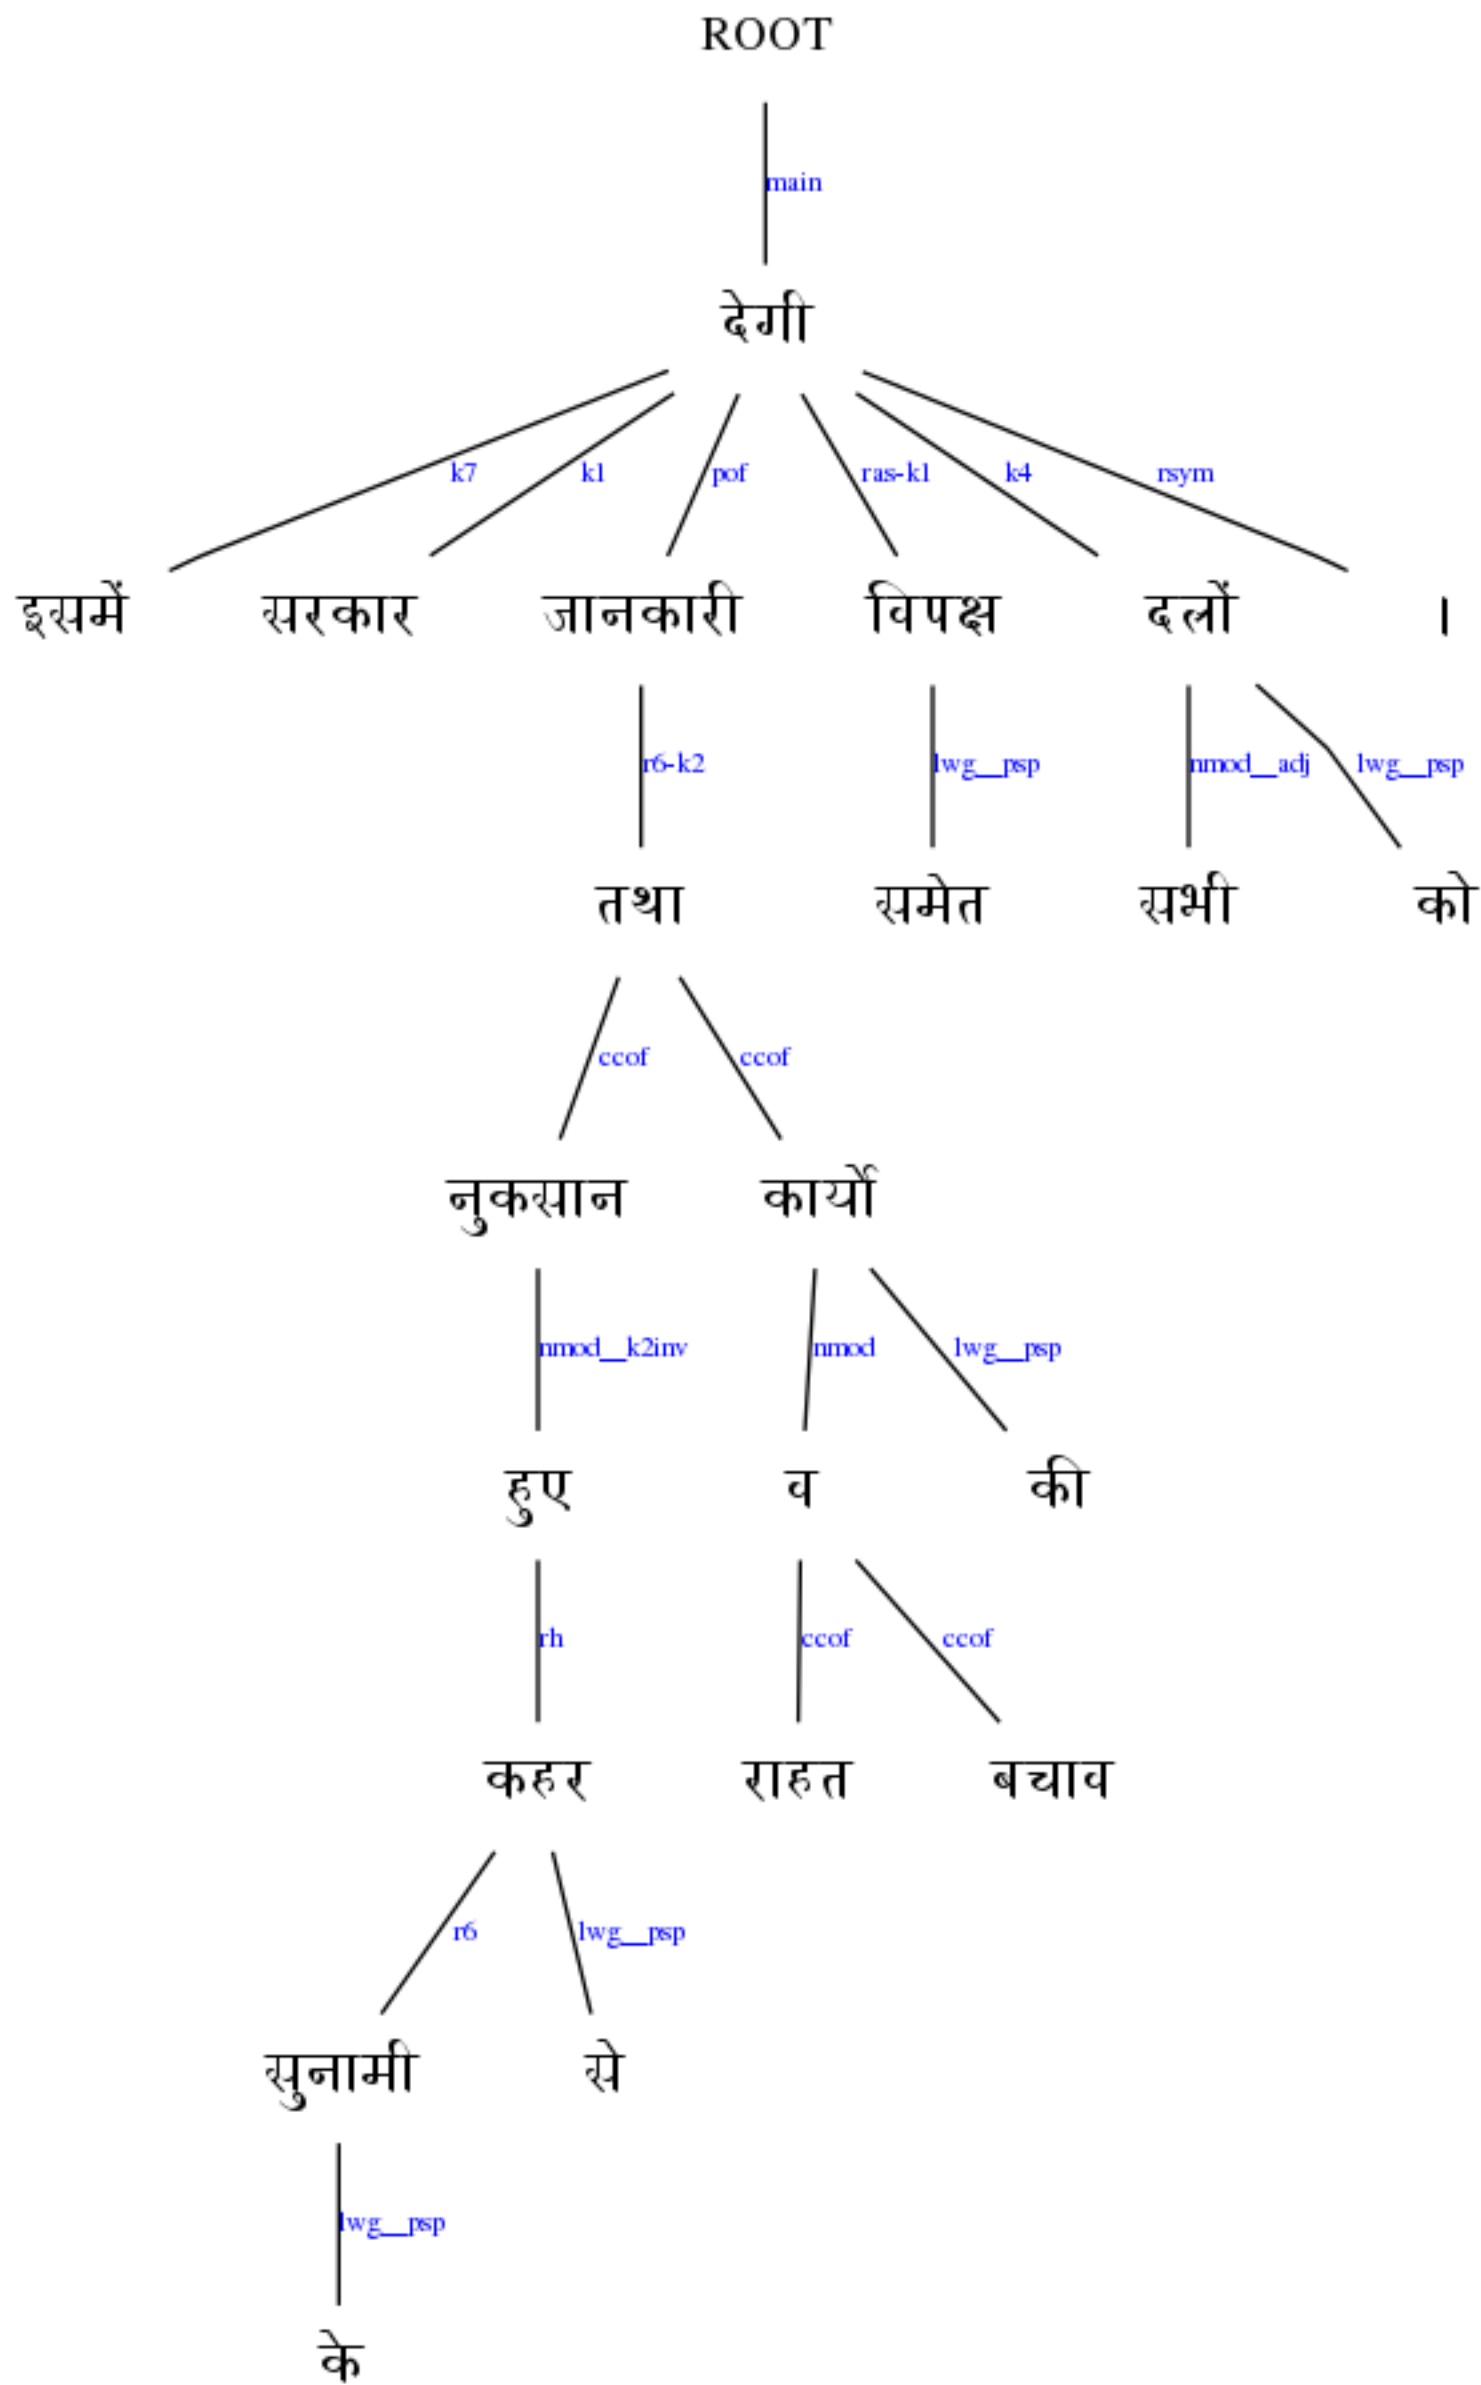 ROOT
main
देगी
k7 k1 pof ras-k1 k4 rsym
इसमें सरकार जानकारी विपक्ष दलों ।
r6-k2 lwg__psp nmod__adj lwg__psp
तथा समेत सभी को
ccof ccof
नुकसान कार्यो
nmod__k2inv nmod lwg__psp
हुए व की
rh ccof ccof
कहर राहत बचाव
r6 lwg__psp
सुनामी से
lwg__psp
के